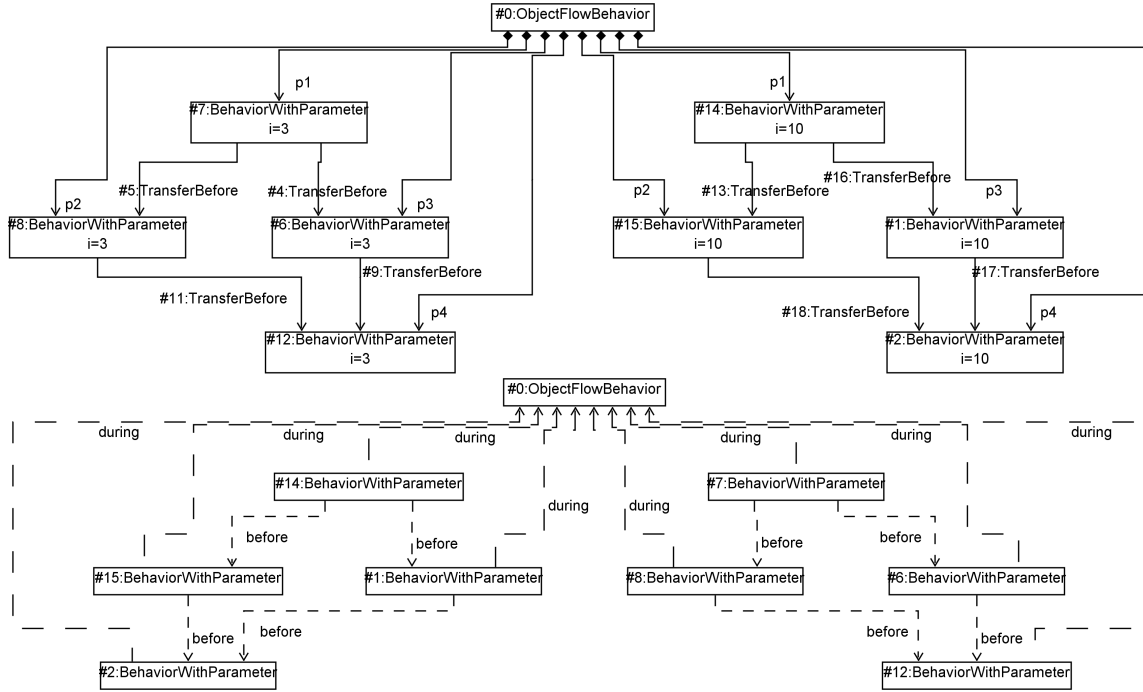 #0:ObjectFlowBehavior
p1
p1
#7:BehaviorWithParameter
i=3
#14:BehaviorWithParameter
i=10
#5:TransferBefore
#4:TransferBefore
#13:TransferBefore
#16:TransferBefore
p2
p3
p2
p3
#8:BehaviorWithParameter
i=3
#6:BehaviorWithParameter
i=3
#15:BehaviorWithParameter
i=10
#1:BehaviorWithParameter
i=10
#9:TransferBefore
#17:TransferBefore
#11:TransferBefore
p4
#18:TransferBefore
p4
#12:BehaviorWithParameter
i=3
#2:BehaviorWithParameter
i=10
#0:ObjectFlowBehavior
during
during
during
during
during
during
#14:BehaviorWithParameter
#7:BehaviorWithParameter
during
during
before
before
before
before
#15:BehaviorWithParameter
#1:BehaviorWithParameter
#8:BehaviorWithParameter
#6:BehaviorWithParameter
before
before
before
before
#2:BehaviorWithParameter
#12:BehaviorWithParameter